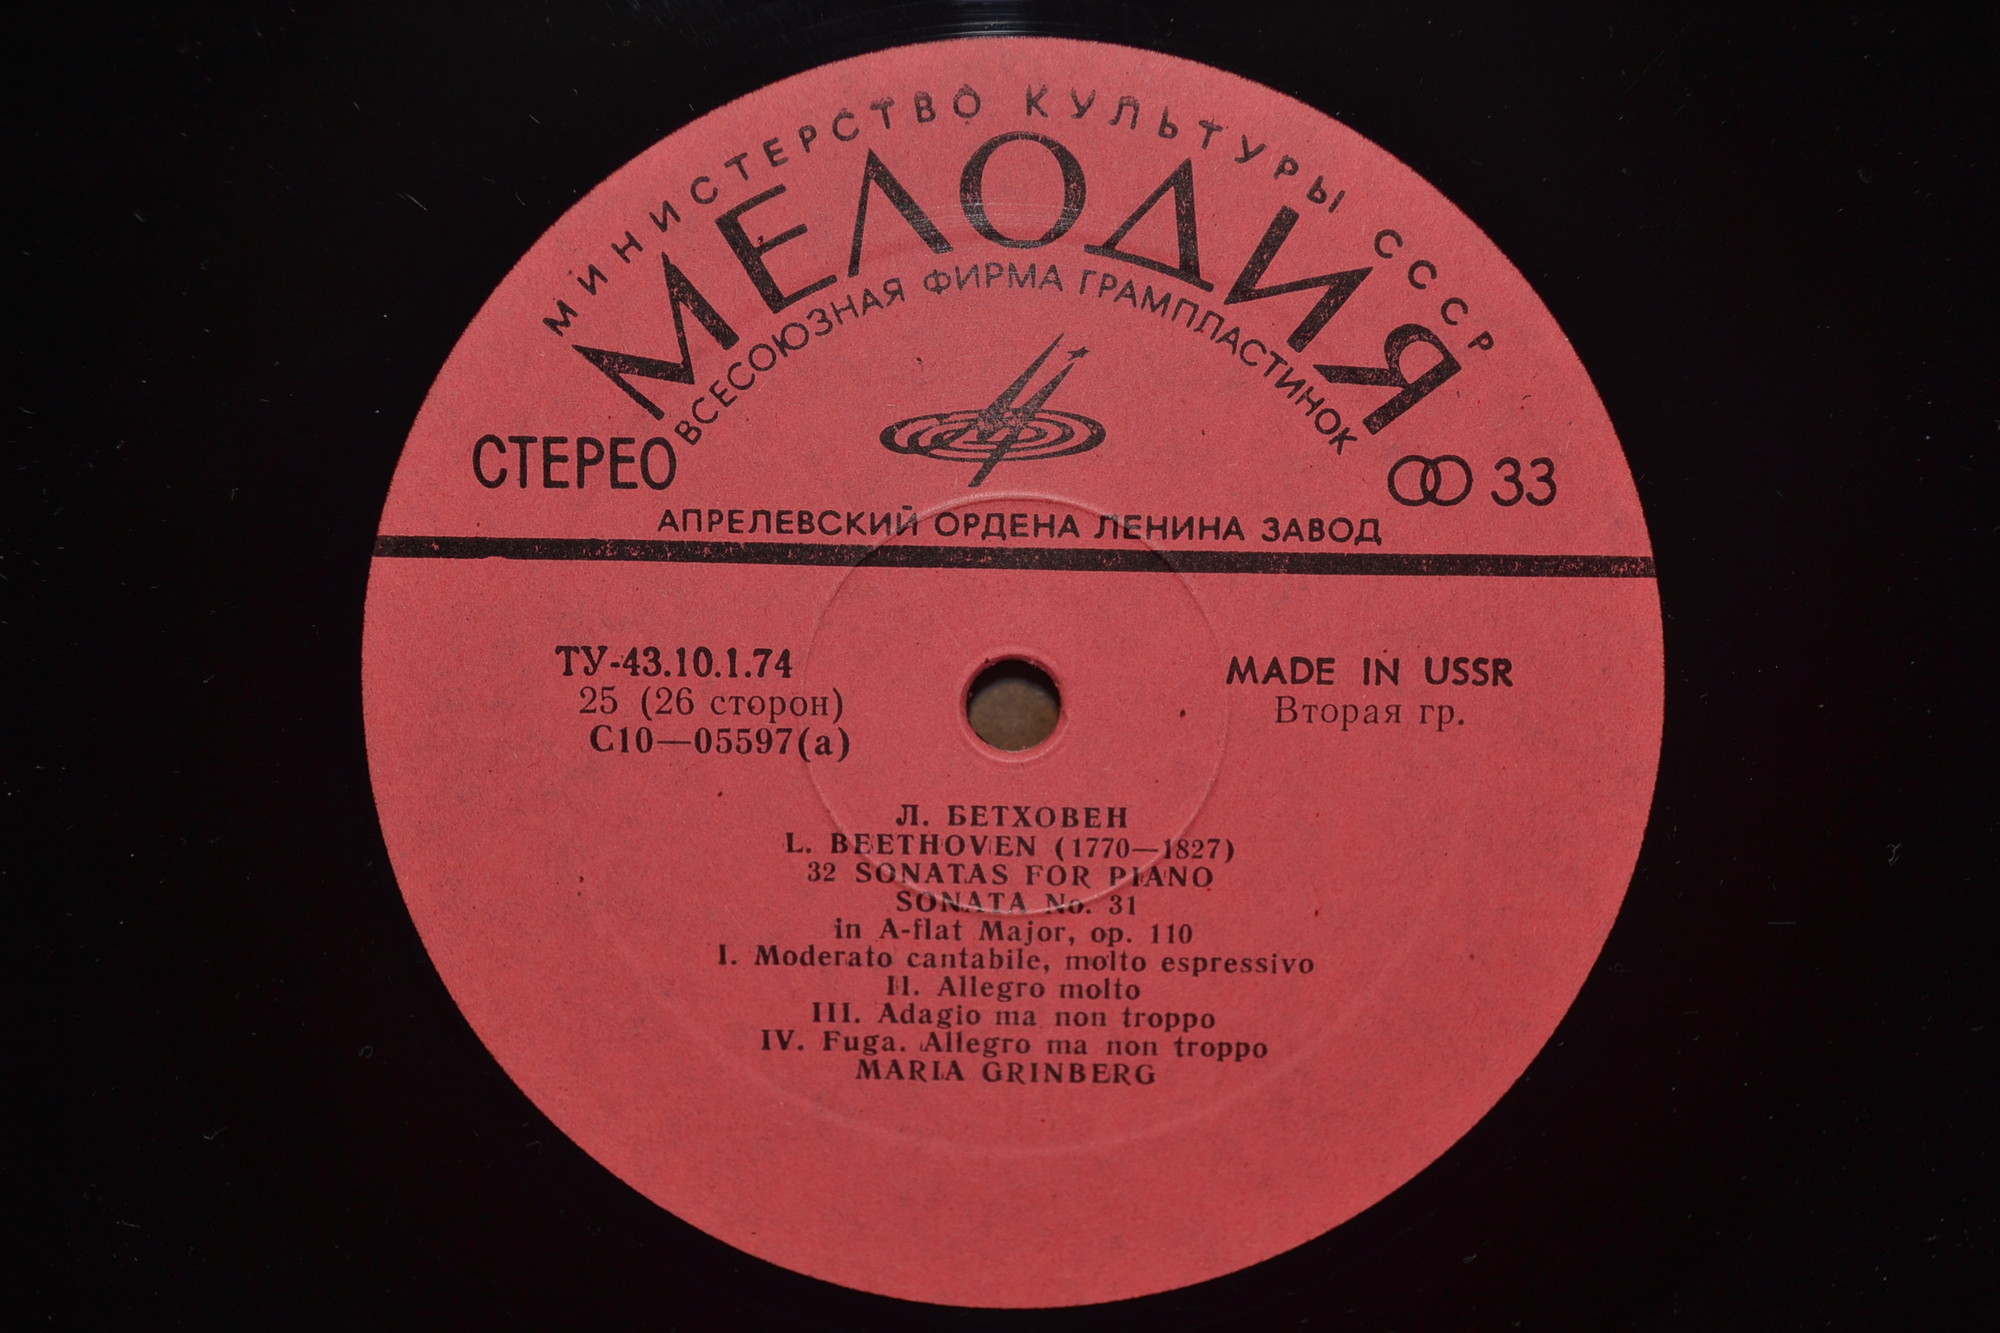 МИНИСТЕРСТВО КУЛЬТУРЫ СССР
МЕЛОДИЯ
ВСЕСОЮЗНАЯ ФИРМА ГРАМПЛАСТИНОК
СТЕРЕО
33
АПРЕЛЕВСКИЙ ОРДЕНА ЛЕНИНА ЗАВОД
ТУ-43.10.1.74
25 (26 сторон)
С10—05597(а)
MADE IN USSR
Вторая гр.
Л. БЕТХОВЕН
L. BEETHOVEN (1770—1827)
32 SONATAS FOR PIANO
SONATA No. 31
in A-flat Major, op. 110
I. Moderato cantabile, molto espressivo
II. Allegro molto
III. Adagio ma non troppo
IV. Fuga. Allegro ma non troppo
MARIA GRINBERG